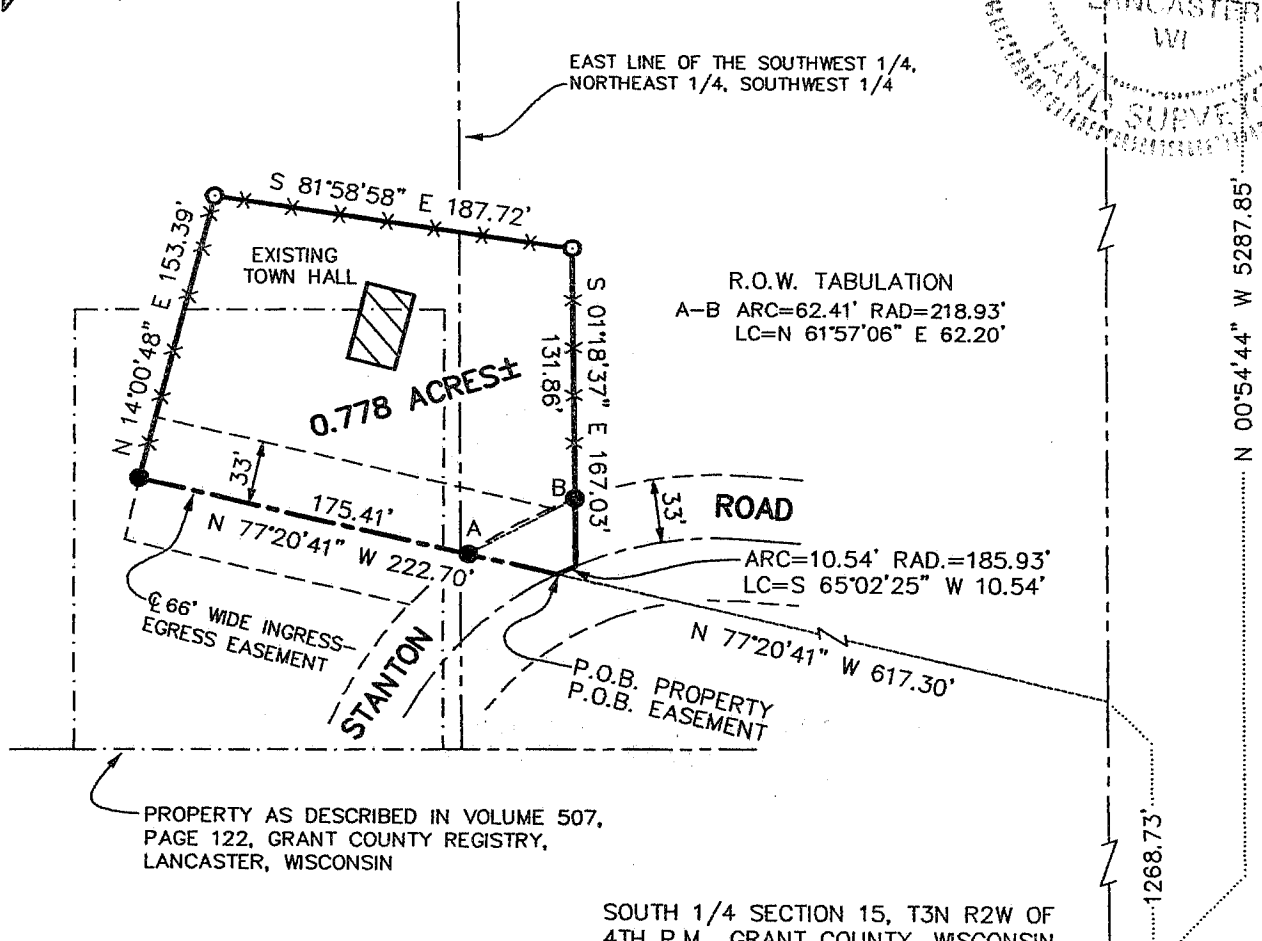 LANCASTER
WI
LAND SURVEY
EAST LINE OF THE SOUTHWEST 1/4,
NORTHEAST 1/4, SOUTHWEST 1/4
N 00°54'44" W 5287.85'
S 81°58'58" E 187.72'
N 14°00'48" E 153.39'
EXISTING
TOWN HALL
R.O.W. TABULATION
A-B ARC=62.41' RAD=218.93'
LC=N 61°57'06" E 62.20'
S 01°18'37" E 167.03'
131.86'
0.778 ACRES±
33'
175.41'
N 77°20'41" W 222.70'
A
B
33'
STANTON
ROAD
ARC=10.54' RAD.=185.93'
LC=S 65°02'25" W 10.54'
℄ 66' WIDE INGRESS-
EGRESS EASEMENT
N 77°20'41" W 617.30'
P.O.B. PROPERTY
P.O.B. EASEMENT
PROPERTY AS DESCRIBED IN VOLUME 507,
PAGE 122, GRANT COUNTY REGISTRY,
LANCASTER, WISCONSIN
1268.73'
SOUTH 1/4 SECTION 15, T3N R2W OF
4TH P.M., GRANT COUNTY, WISCONSIN